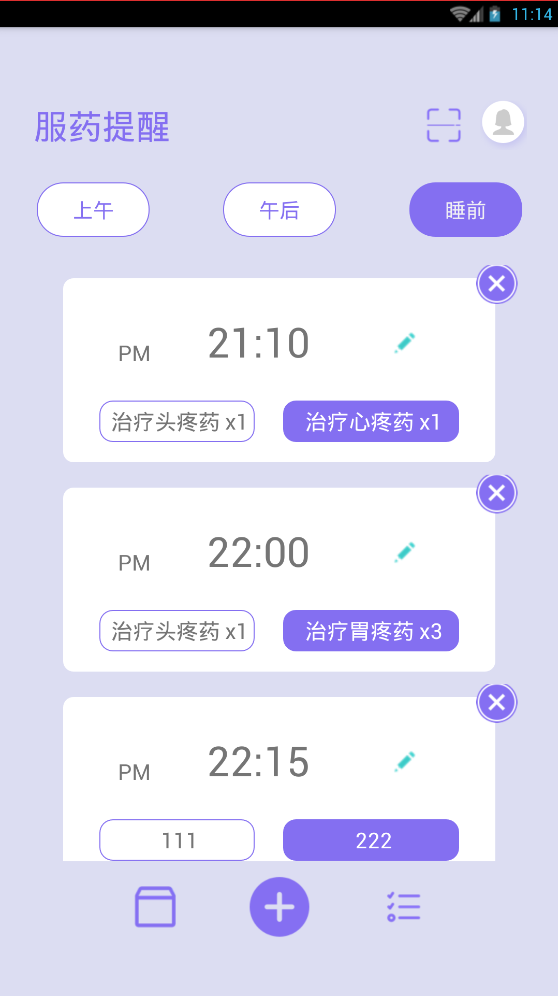 11:14
服药提醒
上午 午后 睡前
PM 21:10
治疗头疼药 x1 治疗心疼药 x1
PM 22:00
治疗头疼药 x1 治疗胃疼药 x3
PM 22:15
111 222